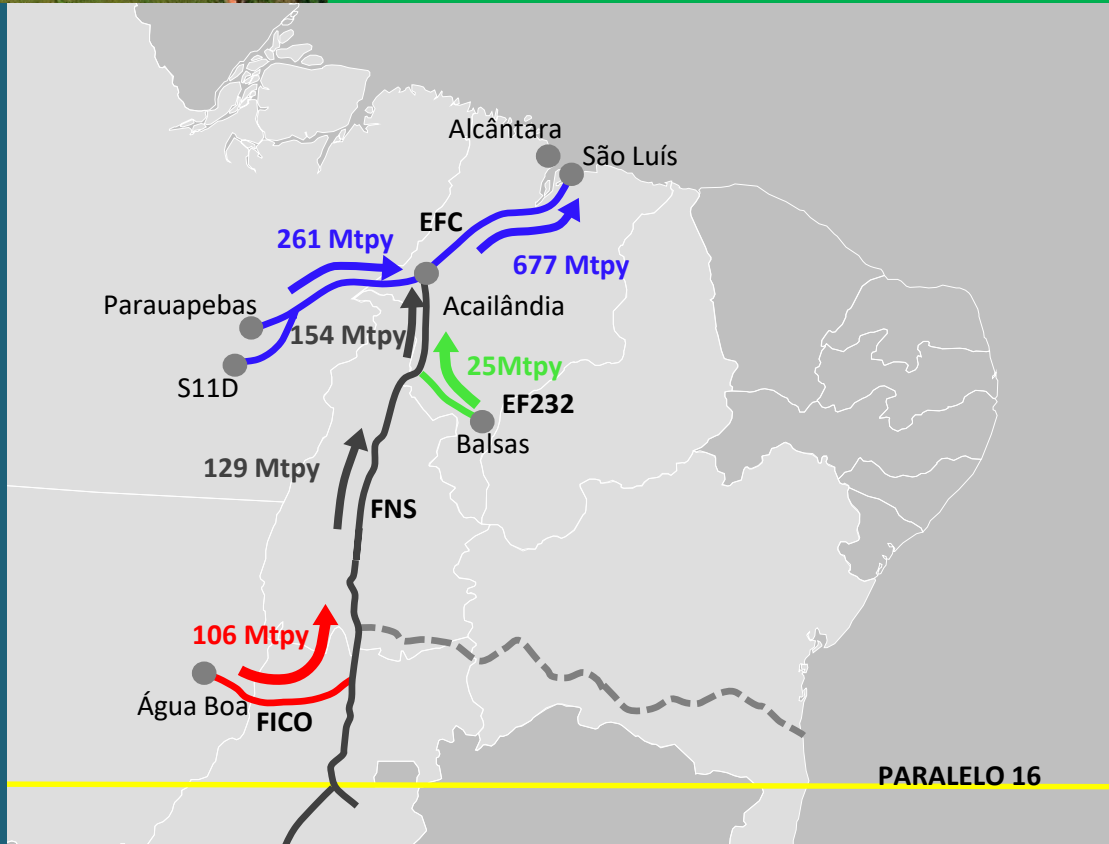 Alcântara
São Luís
EFC
261 Mtpy
677 Mtpy
Parauapebas
Acailândia
154 Mtpy
S11D
25Mtpy
EF232
Balsas
129 Mtpy
FNS
106 Mtpy
Água Boa
FICO
PARALELO 16